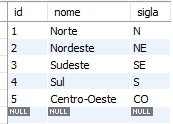 id nome sigla
1 Norte N
2 Nordeste NE
3 Sudeste SE
4 Sul S
5 Centro-Oeste CO
NULL NULL NULL